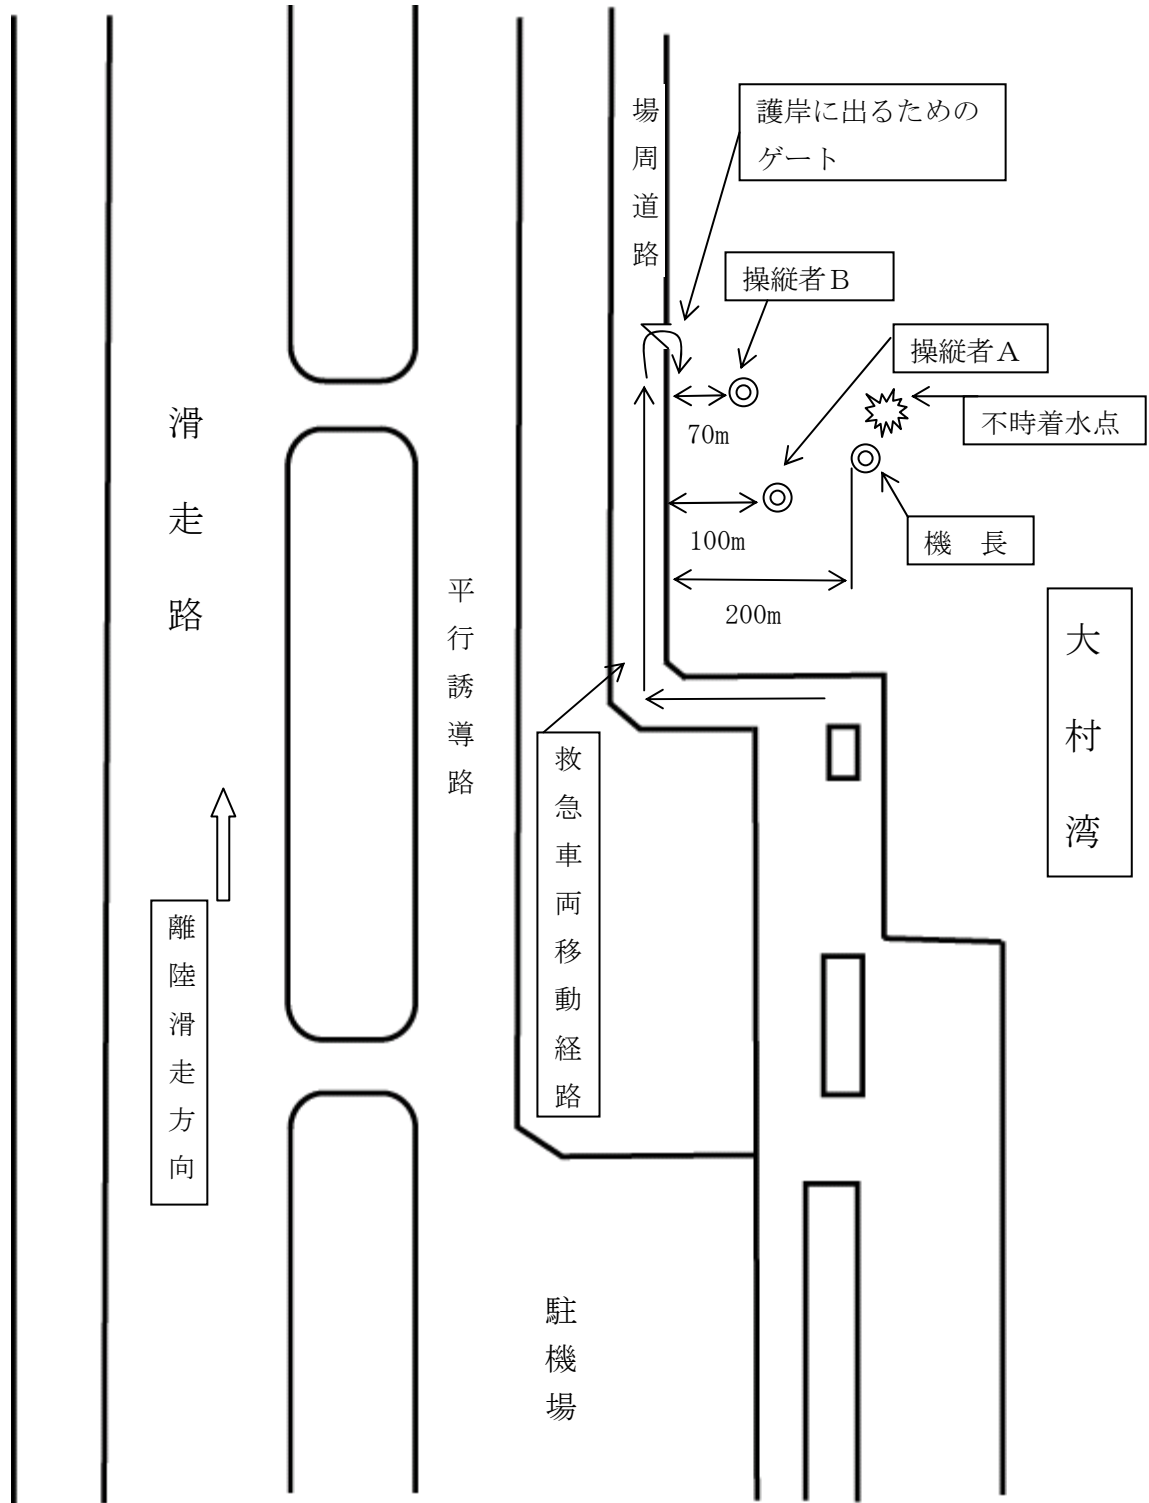 場周道路
護岸に出るための
ゲート
操縦者B
操縦者A
不時着水点
70m
機　長
100m
200m
滑走路
平行誘導路
大村湾
救急車両移動経路
離陸滑走方向
駐機場